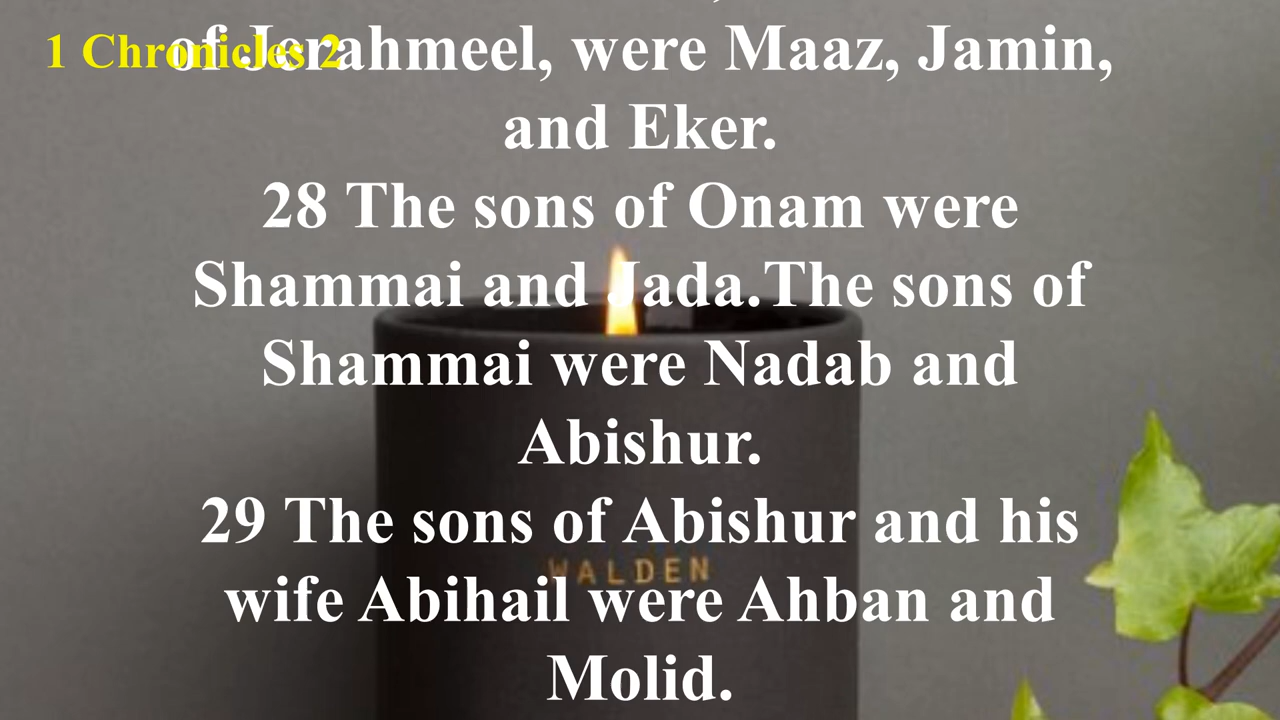 1 Chronicles 2
of Jerahmeel, were Maaz, Jamin,
and Eker.
28 The sons of Onam were
Shammai and Jada.The sons of
Shammai were Nadab and
Abishur.
29 The sons of Abishur and his
WALDEN
wife Abihail were Ahban and
Molid.